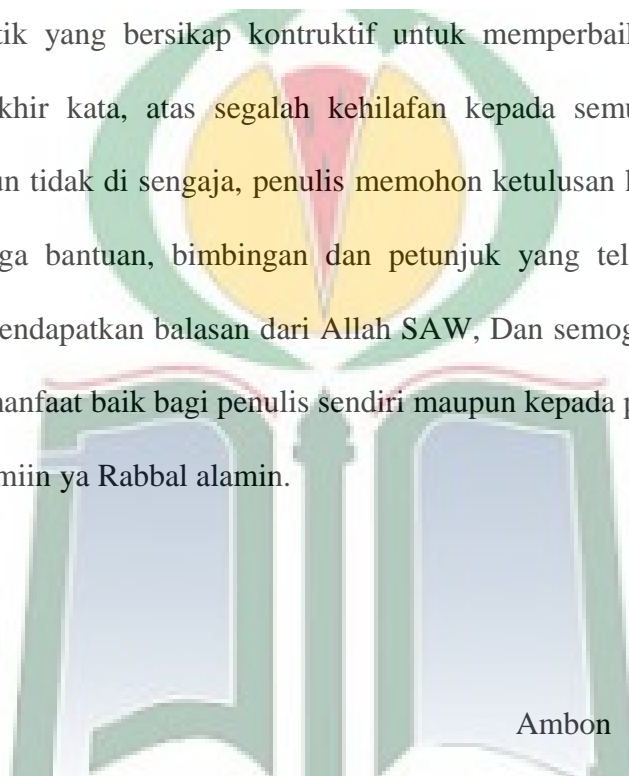 tik yang bersikap kontruktif untuk memperbaik
khir kata, atas segalah kehilafan kepada semu
un tidak di sengaja, penulis memohon ketulusan
ga bantuan, bimbingan dan petunjuk yang tel
endapatkan balasan dari Allah SAW, Dan semog
anfaat baik bagi penulis sendiri maupun kepada p
miin ya Rabbal alamin.
Ambon